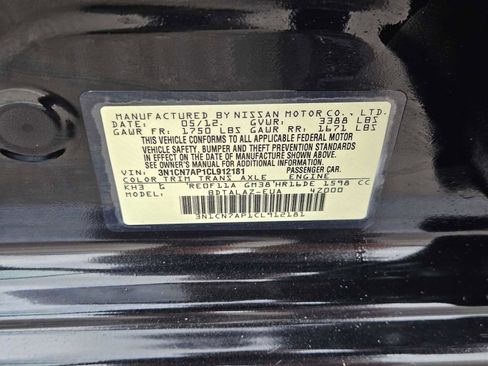 MANUFACTURED BY NISSAN MOTOR CO., LTD.
DATE: 05/12. GVWR: 3388 LBS
GAWR FR: 1750 LBS GAWR RR: 1671 LBS
THIS VEHICLE CONFORMS TO ALL APPLICABLE FEDERAL MOTOR
VEHICLE SAFETY, BUMPER AND THEFT PREVENTION STANDARDS
IN EFFECT ON THE DATE OF MANUFACTURE SHOWN ABOVE.
SEE OWNER'S MANUAL
VIN: 3N1CN7AP1CL912181 PASSENGER CAR
COLOR TRIM TRANS AXLE ENGINE
KH3 G RE0F11A GM38 HR16DE 1598 CC
MODEL: BDTALAZ-EUA 47000
3N1CN7AP1CL912181